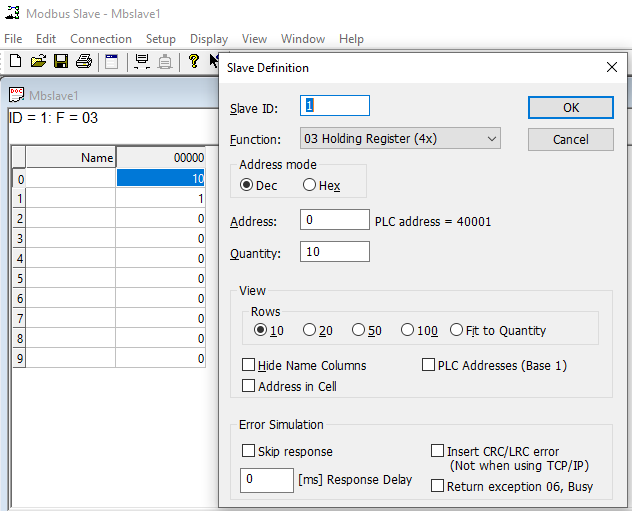 Modbus Slave - Mbslave1
File Edit Connection Setup Display View Window Help
Mbslave1
ID = 1: F = 03
Name 00000
0 10
1 1
2 0
3 0
4 0
5 0
6 0
7 0
8 0
9 0
Slave Definition
Slave ID: 1
OK
Function: 03 Holding Register (4x)
Cancel
Address mode
Dec Hex
Address: 0 PLC address = 40001
Quantity: 10
View
Rows
10 20 50 100 Fit to Quantity
Hide Name Columns PLC Addresses (Base 1)
Address in Cell
Error Simulation
Skip response Insert CRC/LRC error
(Not when using TCP/IP)
0 [ms] Response Delay
Return exception 06, Busy